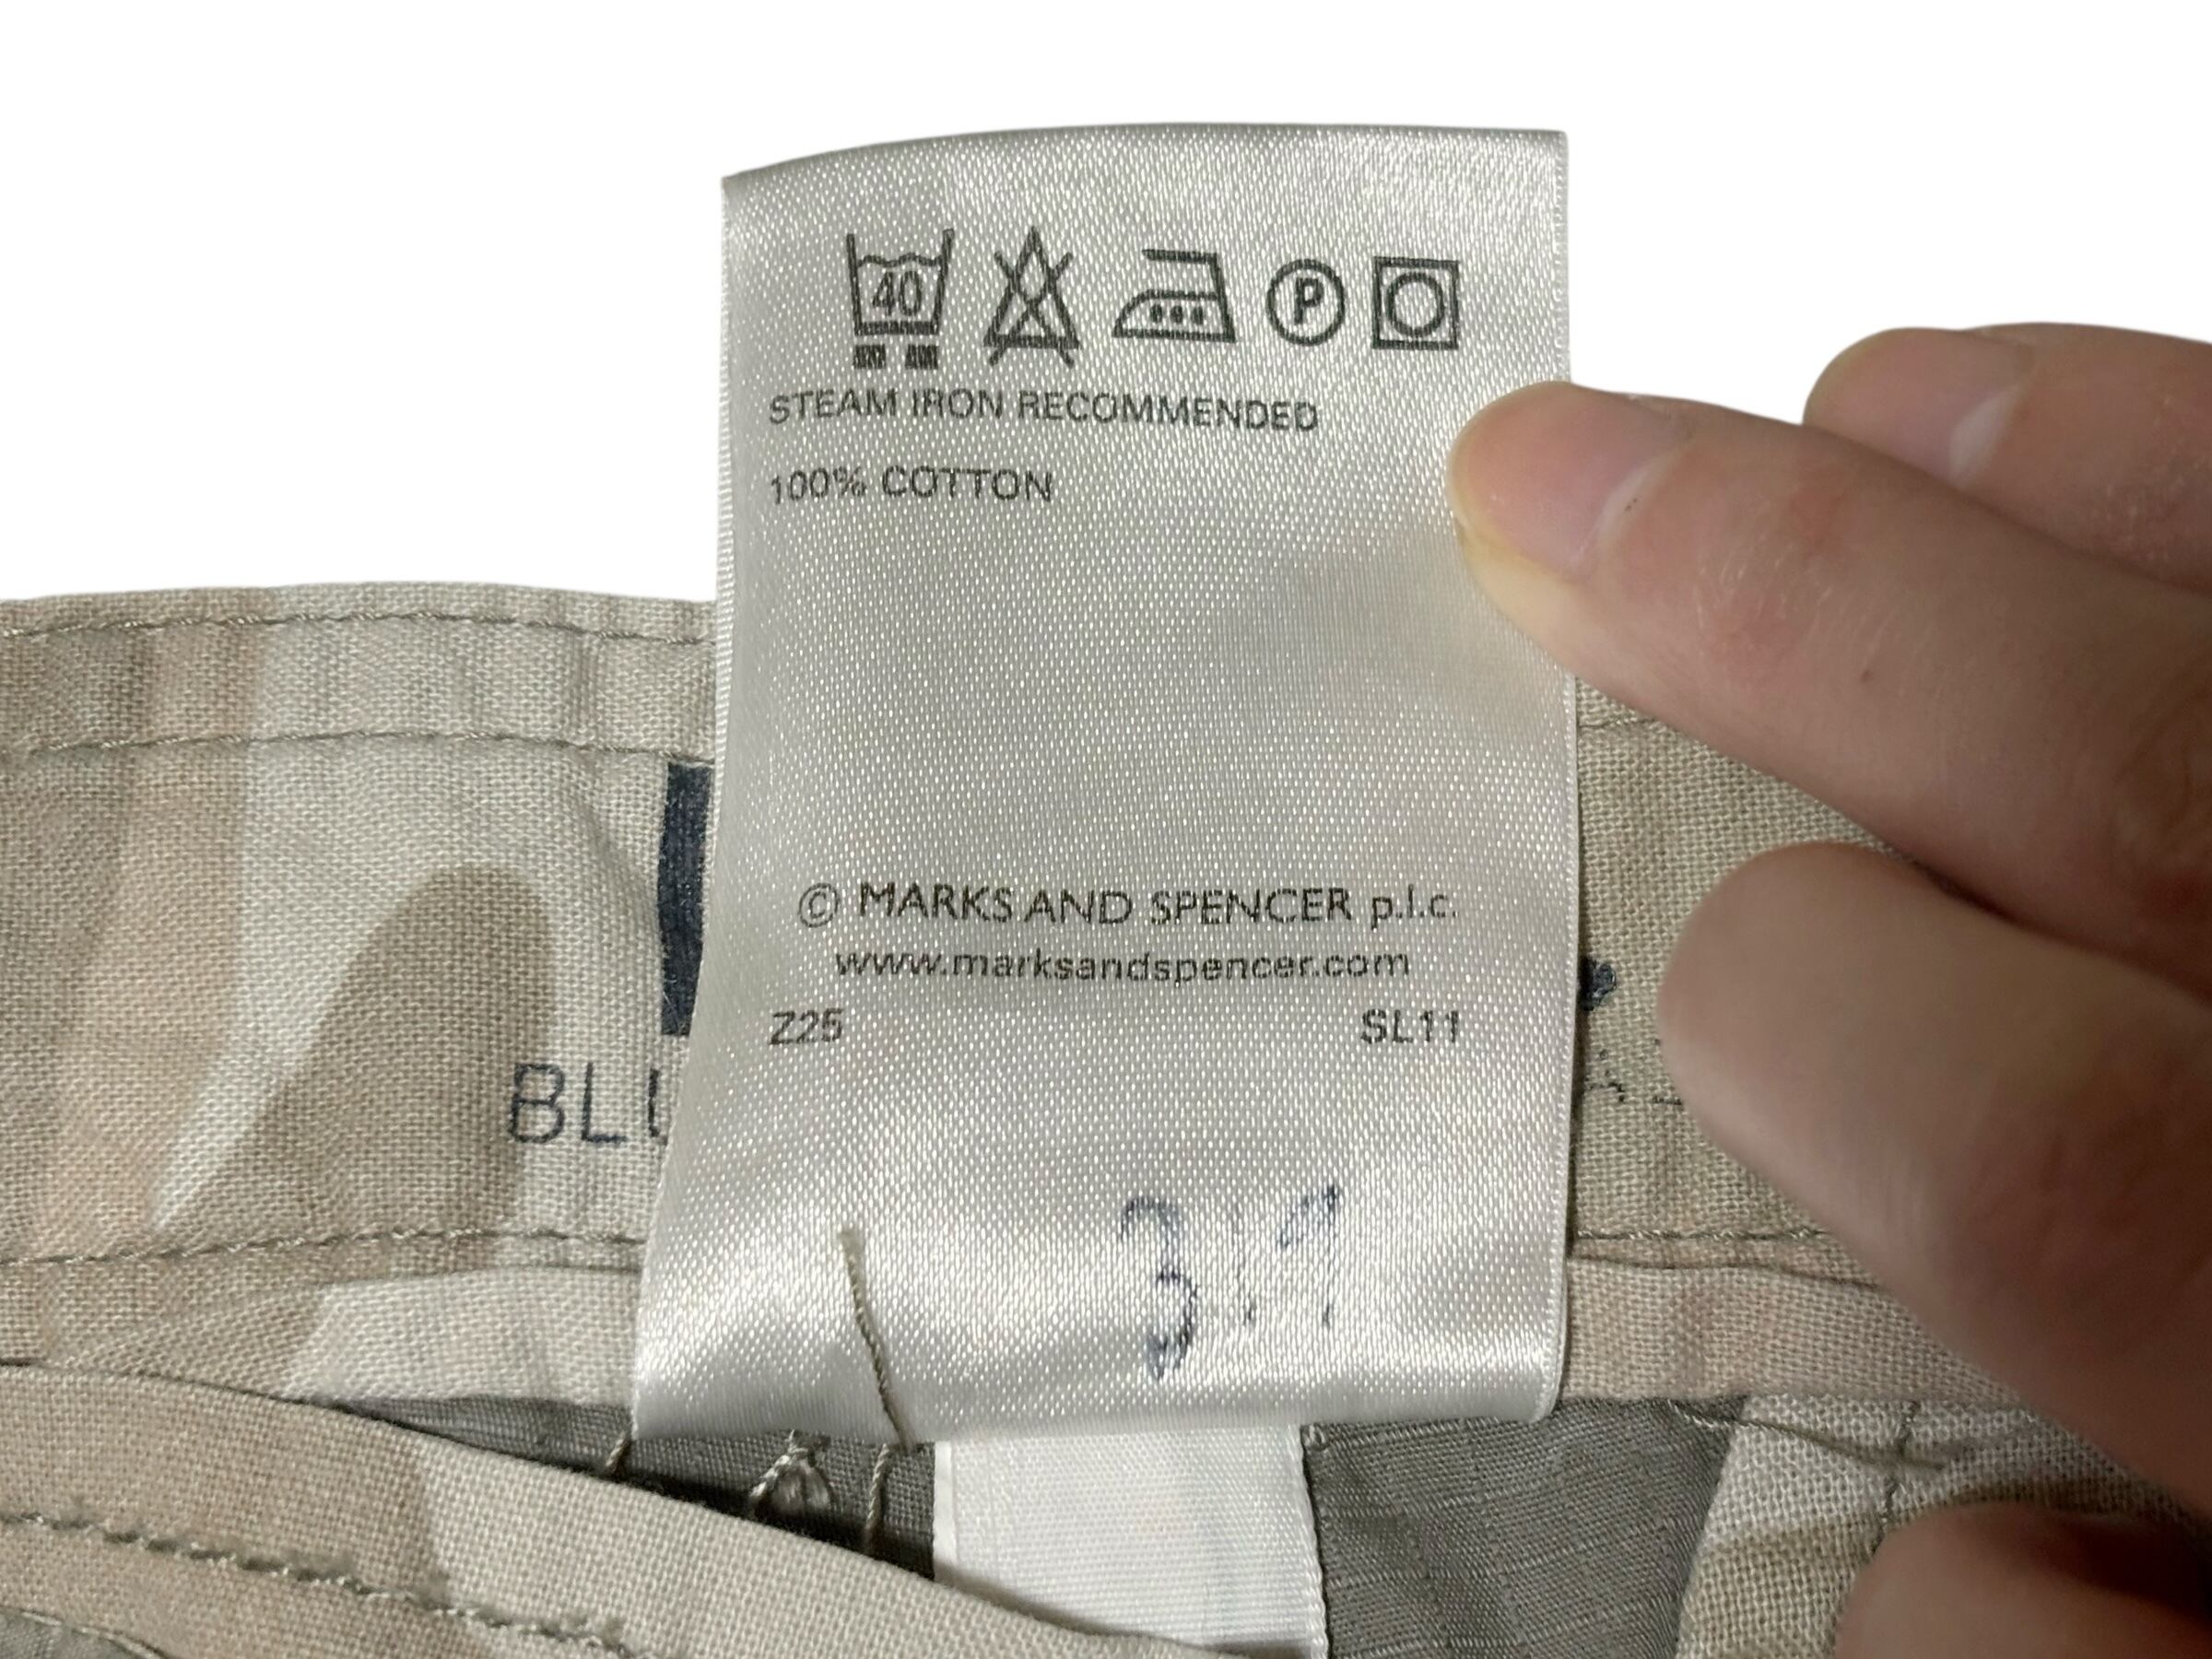 40
P
STEAM IRON RECOMMENDED
100% COTTON
© MARKS AND SPENCER p.l.c.
www.marksandspencer.com
Z25 SL11